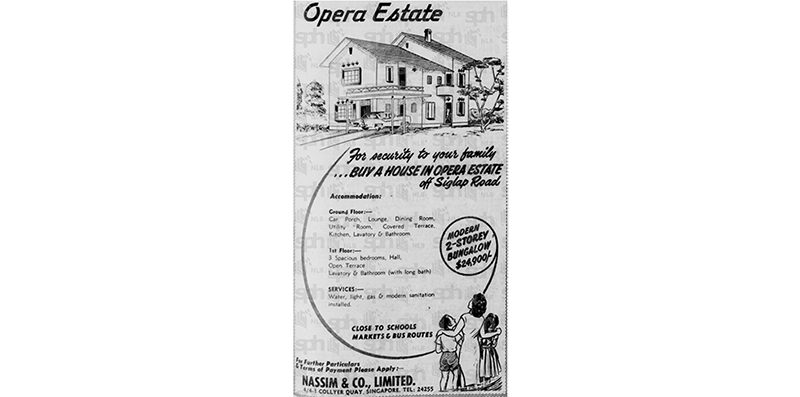 Opera Estate
For security to your family
...BUY A HOUSE IN OPERA ESTATE
off Siglap Road
Accommodation:
Ground Floor:—
Car Porch, Lounge, Dining Room,
Utility Room, Covered Terrace,
Kitchen, Lavatory & Bathroom
1st Floor:—
3 Spacious bedrooms, Hall,
Open Terrace
Lavatory & Bathroom (with long bath)
SERVICES:—
Water, light, gas & modern sanitation
installed.
MODERN
2-STOREY
BUNGALOW
$24,900/-
CLOSE TO SCHOOLS
MARKETS & BUS ROUTES
For Further Particulars
& Terms of Payment Please Apply:—
NASSIM & CO., LIMITED.
4/4-1 COLLYER QUAY, SINGAPORE. TEL: 24255
sph
NLB